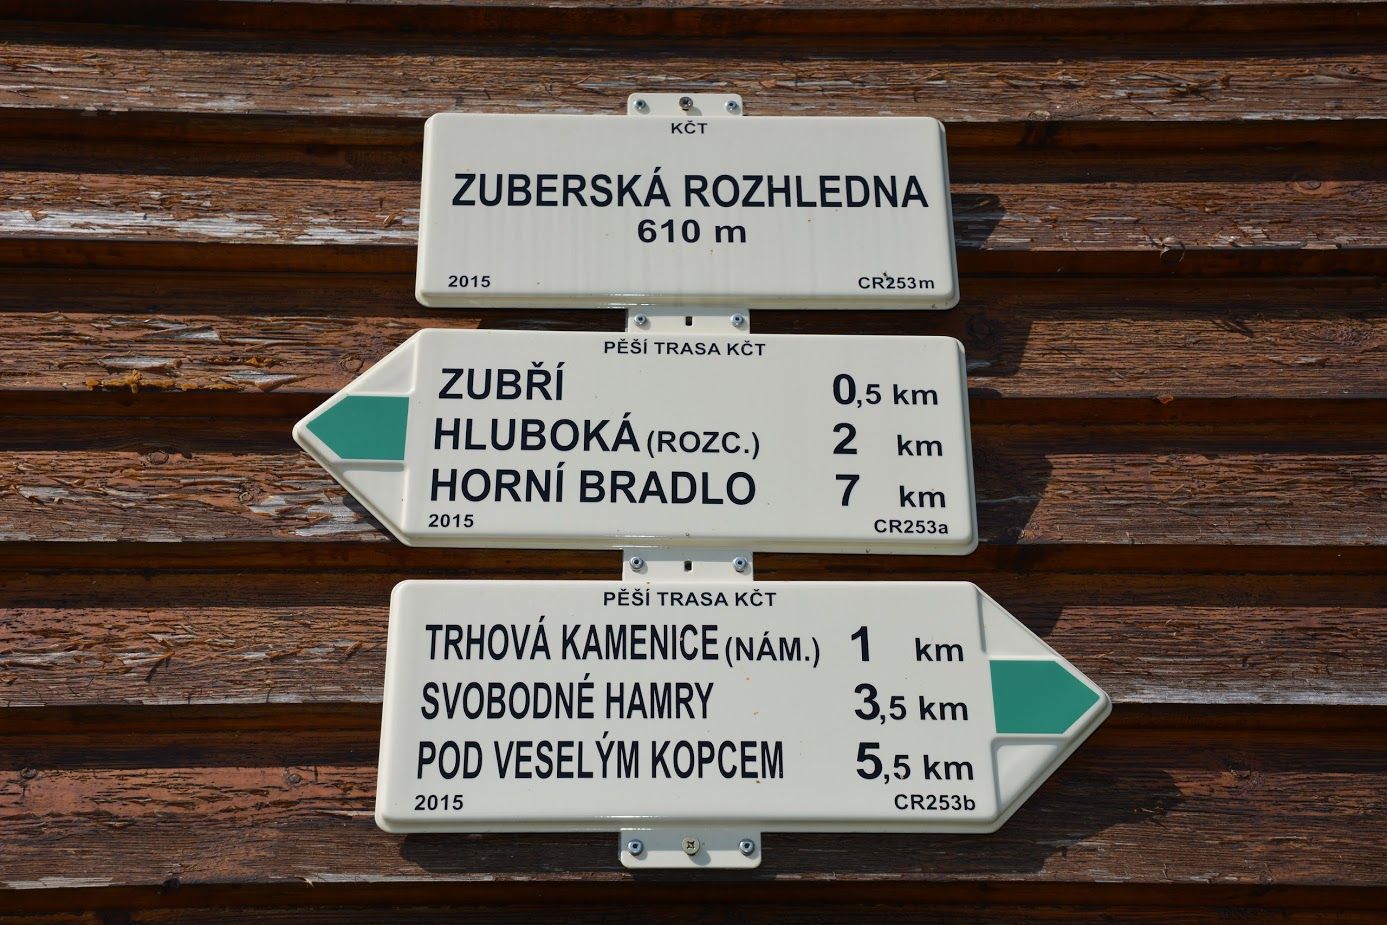 KČT
ZUBERSKÁ ROZHLEDNA
610 m
2015 CR253m
PĚŠÍ TRASA KČT
ZUBŘÍ 0,5 km
HLUBOKÁ (ROZC.) 2 km
HORNÍ BRADLO 7 km
2015 CR253a
PĚŠÍ TRASA KČT
TRHOVÁ KAMENICE (NÁM.) 1 km
SVOBODNÉ HAMRY 3,5 km
POD VESELÝM KOPCEM 5,5 km
2015 CR253b